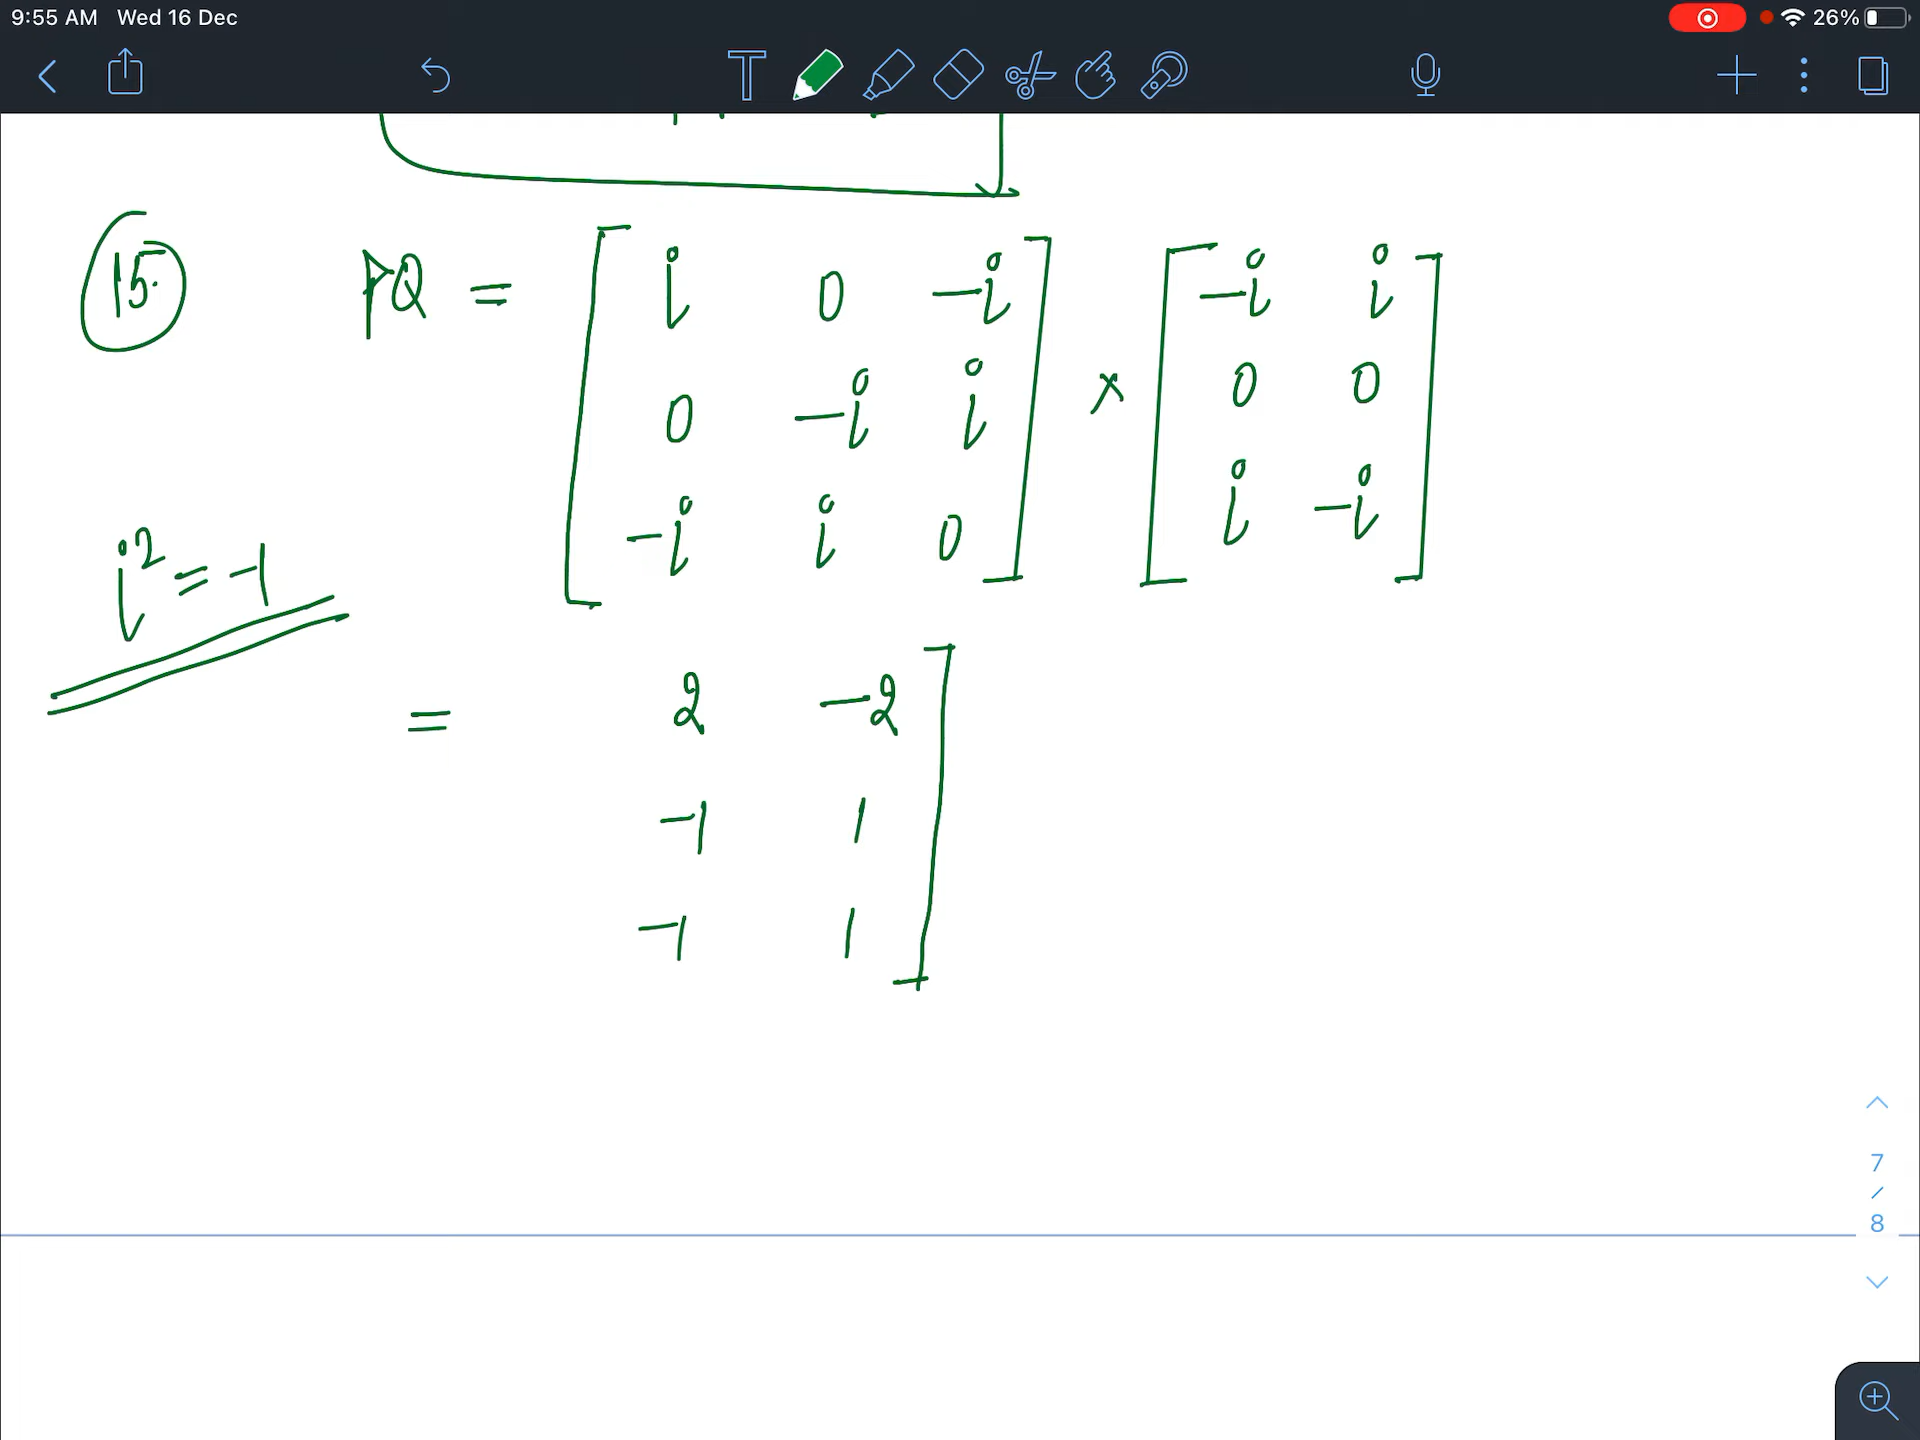 9:55 AM Wed 16 Dec 26%
T
15. PQ = [ i 0 -i ] × [ -i i ]
[ 0 -i i ] [ 0 0 ]
[ -i i 0 ] [ i -i ]
i² = -1
= 2 -2 ]
-1 1
-1 1
7
/
8